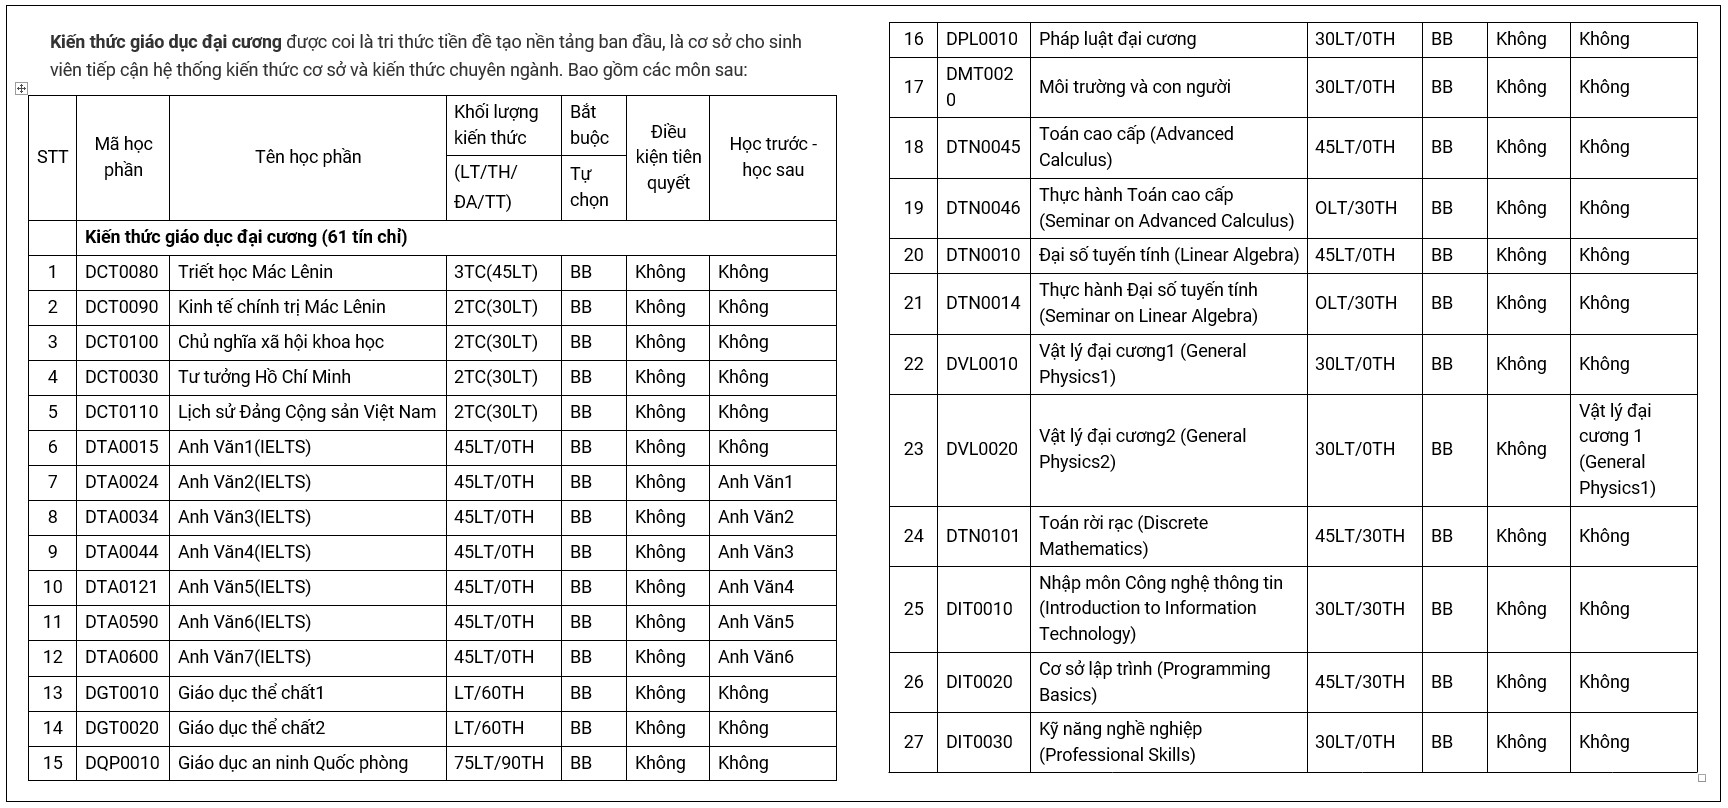 Kiến thức giáo dục đại cương được coi là tri thức tiền đề tạo nền tảng ban đầu, là cơ sở cho sinh
viên tiếp cận hệ thống kiến thức cơ sở và kiến thức chuyên ngành. Bao gồm các môn sau:
STT Mã học phần Tên học phần Khối lượng kiến thức (LT/TH/ĐA/TT) Bắt buộc Tự chọn Điều kiện tiên quyết Học trước - học sau
Kiến thức giáo dục đại cương (61 tín chỉ)
1 DCT0080 Triết học Mác Lênin 3TC(45LT) BB Không Không
2 DCT0090 Kinh tế chính trị Mác Lênin 2TC(30LT) BB Không Không
3 DCT0100 Chủ nghĩa xã hội khoa học 2TC(30LT) BB Không Không
4 DCT0030 Tư tưởng Hồ Chí Minh 2TC(30LT) BB Không Không
5 DCT0110 Lịch sử Đảng Cộng sản Việt Nam 2TC(30LT) BB Không Không
6 DTA0015 Anh Văn1(IELTS) 45LT/0TH BB Không Không
7 DTA0024 Anh Văn2(IELTS) 45LT/0TH BB Không Anh Văn1
8 DTA0034 Anh Văn3(IELTS) 45LT/0TH BB Không Anh Văn2
9 DTA0044 Anh Văn4(IELTS) 45LT/0TH BB Không Anh Văn3
10 DTA0121 Anh Văn5(IELTS) 45LT/0TH BB Không Anh Văn4
11 DTA0590 Anh Văn6(IELTS) 45LT/0TH BB Không Anh Văn5
12 DTA0600 Anh Văn7(IELTS) 45LT/0TH BB Không Anh Văn6
13 DGT0010 Giáo dục thể chất1 LT/60TH BB Không Không
14 DGT0020 Giáo dục thể chất2 LT/60TH BB Không Không
15 DQP0010 Giáo dục an ninh Quốc phòng 75LT/90TH BB Không Không
16 DPL0010 Pháp luật đại cương 30LT/0TH BB Không Không
17 DMT0020 Môi trường và con người 30LT/0TH BB Không Không
18 DTN0045 Toán cao cấp (Advanced Calculus) 45LT/0TH BB Không Không
19 DTN0046 Thực hành Toán cao cấp (Seminar on Advanced Calculus) OLT/30TH BB Không Không
20 DTN0010 Đại số tuyến tính (Linear Algebra) 45LT/0TH BB Không Không
21 DTN0014 Thực hành Đại số tuyến tính (Seminar on Linear Algebra) OLT/30TH BB Không Không
22 DVL0010 Vật lý đại cương1 (General Physics1) 30LT/0TH BB Không Không
23 DVL0020 Vật lý đại cương2 (General Physics2) 30LT/0TH BB Không Vật lý đại cương 1 (General Physics1)
24 DTN0101 Toán rời rạc (Discrete Mathematics) 45LT/30TH BB Không Không
25 DIT0010 Nhập môn Công nghệ thông tin (Introduction to Information Technology) 30LT/30TH BB Không Không
26 DIT0020 Cơ sở lập trình (Programming Basics) 45LT/30TH BB Không Không
27 DIT0030 Kỹ năng nghề nghiệp (Professional Skills) 30LT/0TH BB Không Không